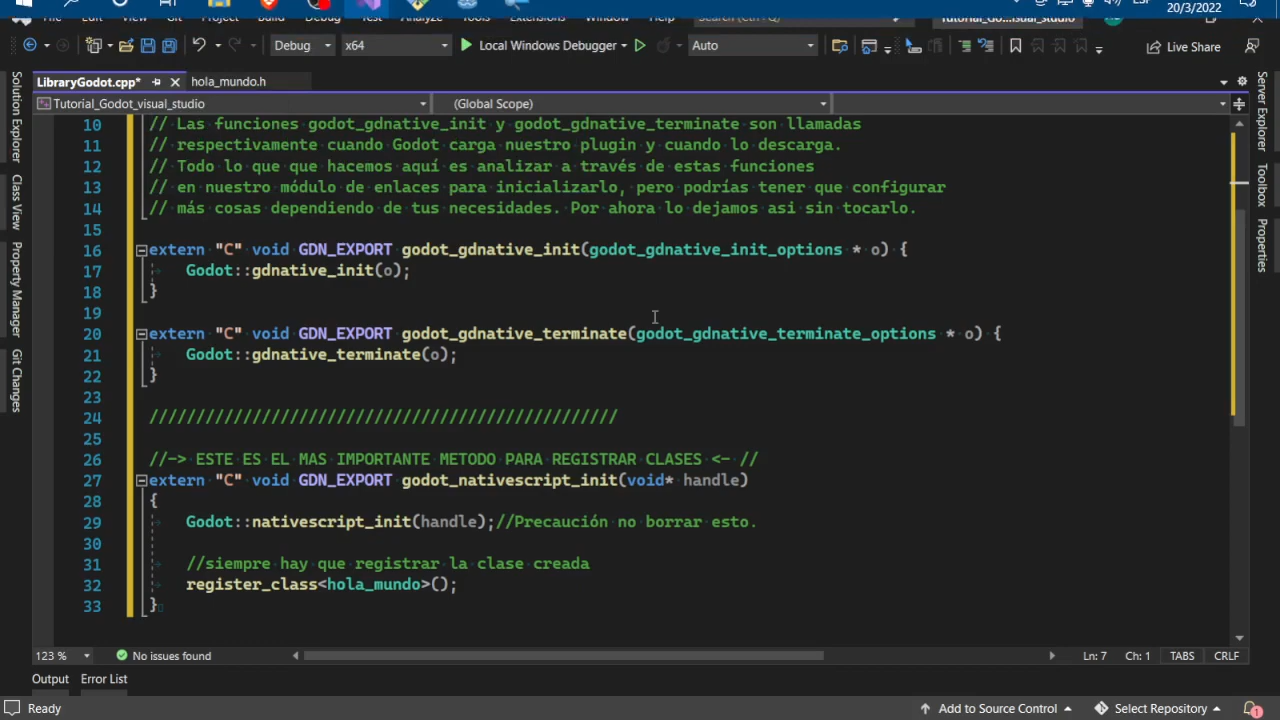 20/3/2022
Debug
x64
Local Windows Debugger
Auto
Live Share
LibraryGodot.cpp*
hola_mundo.h
Tutorial_Godot_visual_studio
(Global Scope)
10 // Las funciones godot_gdnative_init y godot_gdnative_terminate son llamadas
11 // respectivamente cuando Godot carga nuestro plugin y cuando lo descarga.
12 // Todo lo que que hacemos aquí es analizar a través de estas funciones
13 // en nuestro módulo de enlaces para inicializarlo, pero podrías tener que configurar
14 // más cosas dependiendo de tus necesidades. Por ahora lo dejamos asi sin tocarlo.
15
16 extern "C" void GDN_EXPORT godot_gdnative_init(godot_gdnative_init_options * o) {
17 Godot::gdnative_init(o);
18 }
19
20 extern "C" void GDN_EXPORT godot_gdnative_terminate(godot_gdnative_terminate_options * o) {
21 Godot::gdnative_terminate(o);
22 }
23
24 //////////////////////////////////////////////////
25
26 //-> ESTE ES EL MAS IMPORTANTE METODO PARA REGISTRAR CLASES <- //
27 extern "C" void GDN_EXPORT godot_nativescript_init(void* handle)
28 {
29 Godot::nativescript_init(handle);//Precaución no borrar esto.
30
31 //siempre hay que registrar la clase creada
32 register_class<hola_mundo>();
33 }
Solution Explorer
Class View
Property Manager
Git Changes
Server Explorer
Toolbox
Properties
123 %
No issues found
Ln: 7
Ch: 1
TABS
CRLF
Output
Error List
Ready
Add to Source Control
Select Repository
1